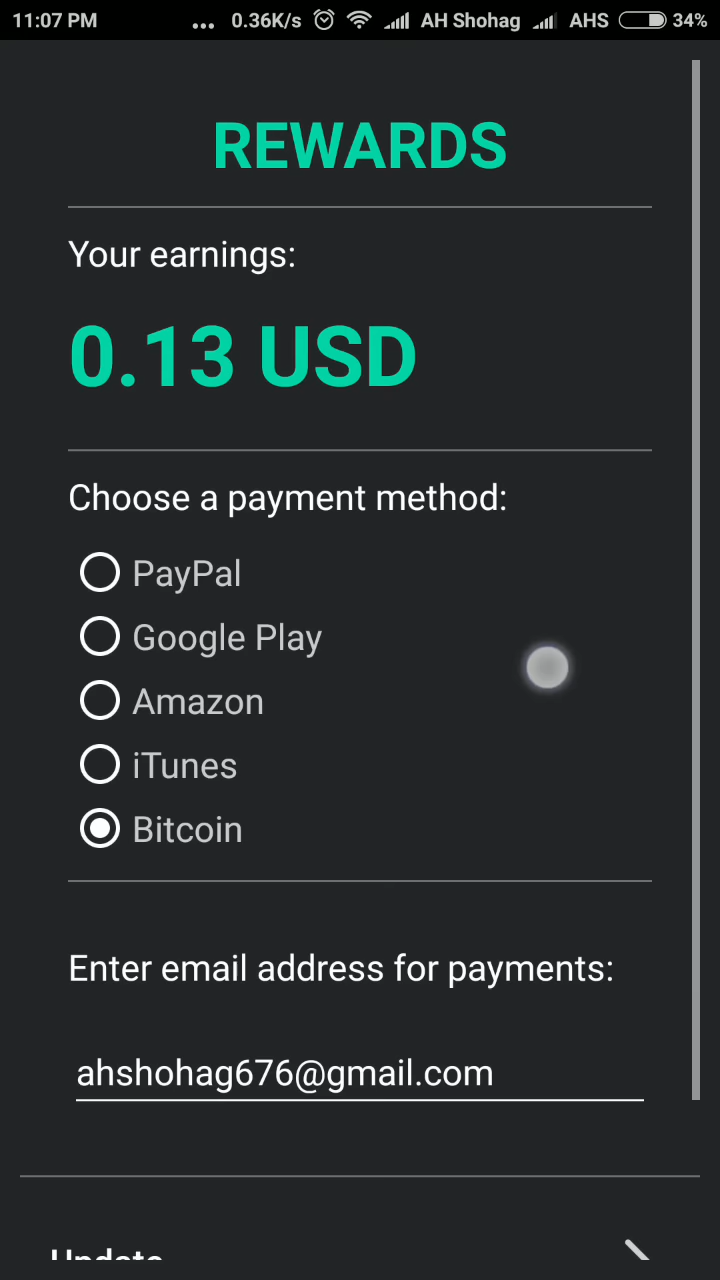 11:07 PM ... 0.36K/s AH Shohag AHS 34%
REWARDS
Your earnings:
0.13 USD
Choose a payment method:
PayPal
Google Play
Amazon
iTunes
Bitcoin
Enter email address for payments:
ahshohag676@gmail.com
Update